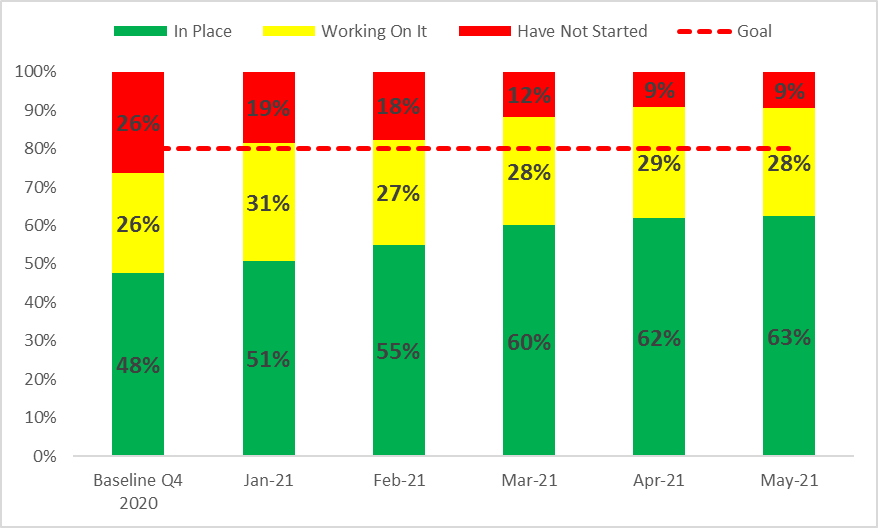 In Place Working On It Have Not Started Goal
100%
90%
80%
70%
60%
50%
40%
30%
20%
10%
0%
26% 19% 18% 12% 9% 9%
26% 31% 27% 28% 29% 28%
48% 51% 55% 60% 62% 63%
Baseline Q4 Jan-21 Feb-21 Mar-21 Apr-21 May-21
2020